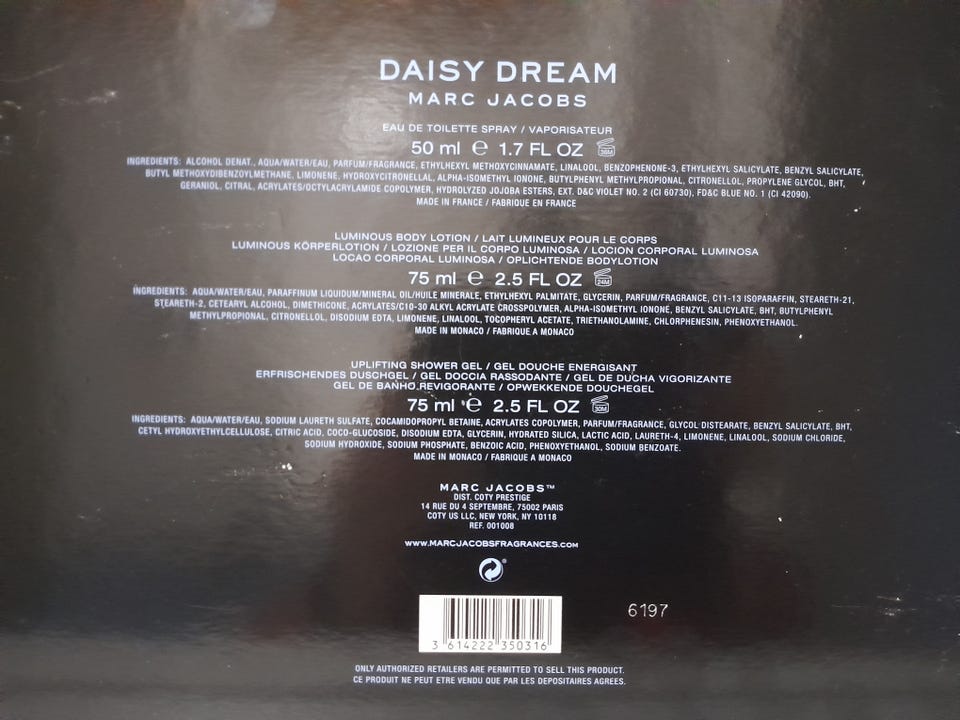 DAISY DREAM
MARC JACOBS
EAU DE TOILETTE SPRAY / VAPORISATEUR
50 ml ℮ 1.7 FL OZ 36M
INGREDIENTS: ALCOHOL DENAT., AQUA/WATER/EAU, PARFUM/FRAGRANCE, ETHYLHEXYL METHOXYCINNAMATE, LINALOOL, BENZOPHENONE-3, ETHYLHEXYL SALICYLATE, BENZYL SALICYLATE,
BUTYL METHOXYDIBENZOYLMETHANE, LIMONENE, HYDROXYCITRONELLAL, ALPHA-ISOMETHYL IONONE, BUTYLPHENYL METHYLPROPIONAL, CITRONELLOL, PROPYLENE GLYCOL, BHT,
GERANIOL, CITRAL, ACRYLATES/OCTYLACRYLAMIDE COPOLYMER, HYDROLYZED JOJOBA ESTERS, EXT. D&C VIOLET NO. 2 (CI 60730), FD&C BLUE NO. 1 (CI 42090).
MADE IN FRANCE / FABRIQUE EN FRANCE
LUMINOUS BODY LOTION / LAIT LUMINEUX POUR LE CORPS
LUMINOUS KÖRPERLOTION / LOZIONE PER IL CORPO LUMINOSA / LOCION CORPORAL LUMINOSA
LOCAO CORPORAL LUMINOSA / OPLICHTENDE BODYLOTION
75 ml ℮ 2.5 FL OZ 24M
INGREDIENTS: AQUA/WATER/EAU, PARAFFINUM LIQUIDUM/MINERAL OIL/HUILE MINERALE, ETHYLHEXYL PALMITATE, GLYCERIN, PARFUM/FRAGRANCE, C11-13 ISOPARAFFIN, STEARETH-21,
STEARETH-2, CETEARYL ALCOHOL, DIMETHICONE, ACRYLATES/C10-30 ALKYL ACRYLATE CROSSPOLYMER, ALPHA-ISOMETHYL IONONE, BENZYL SALICYLATE, BHT, BUTYLPHENYL
METHYLPROPIONAL, CITRONELLOL, DISODIUM EDTA, LIMONENE, LINALOOL, TOCOPHERYL ACETATE, TRIETHANOLAMINE, CHLORPHENESIN, PHENOXYETHANOL.
MADE IN MONACO / FABRIQUE A MONACO
UPLIFTING SHOWER GEL / GEL DOUCHE ENERGISANT
ERFRISCHENDES DUSCHGEL / GEL DOCCIA RASSODANTE / GEL DE DUCHA VIGORIZANTE
GEL DE BANHO REVIGORANTE / OPWEKKENDE DOUCHEGEL
75 ml ℮ 2.5 FL OZ 30M
INGREDIENTS: AQUA/WATER/EAU, SODIUM LAURETH SULFATE, COCAMIDOPROPYL BETAINE, ACRYLATES COPOLYMER, PARFUM/FRAGRANCE, GLYCOL DISTEARATE, BENZYL SALICYLATE, BHT,
CETYL HYDROXYETHYLCELLULOSE, CITRIC ACID, COCO-GLUCOSIDE, DISODIUM EDTA, GLYCERIN, HYDRATED SILICA, LACTIC ACID, LAURETH-4, LIMONENE, LINALOOL, SODIUM CHLORIDE,
SODIUM HYDROXIDE, SODIUM PHOSPHATE, BENZOIC ACID, PHENOXYETHANOL, SODIUM BENZOATE.
MADE IN MONACO / FABRIQUE A MONACO
MARC JACOBS™
DIST. COTY PRESTIGE
14 RUE DU 4 SEPTEMBRE, 75002 PARIS
COTY US LLC, NEW YORK, NY 10118
REF. 001008
WWW.MARCJACOBSFRAGRANCES.COM
6197
3 614222 350316
ONLY AUTHORIZED RETAILERS ARE PERMITTED TO SELL THIS PRODUCT.
CE PRODUIT NE PEUT ETRE VENDU QUE PAR LES DEPOSITAIRES AGREES.